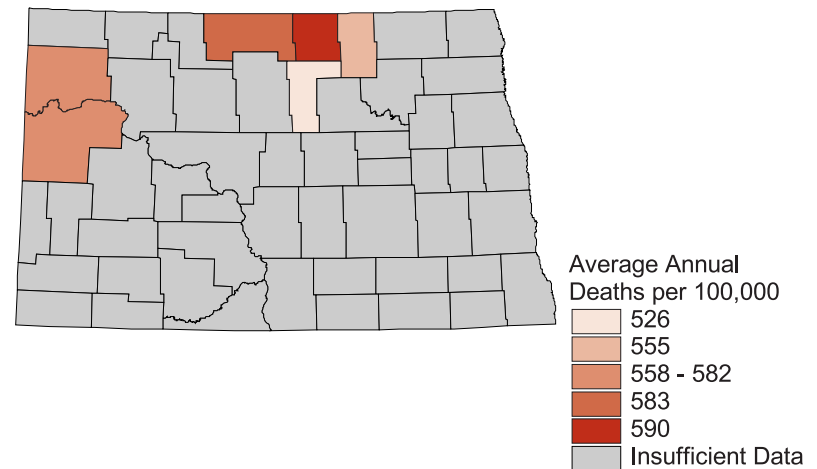 Average Annual
Deaths per 100,000
526
555
558 - 582
583
590
Insufficient Data